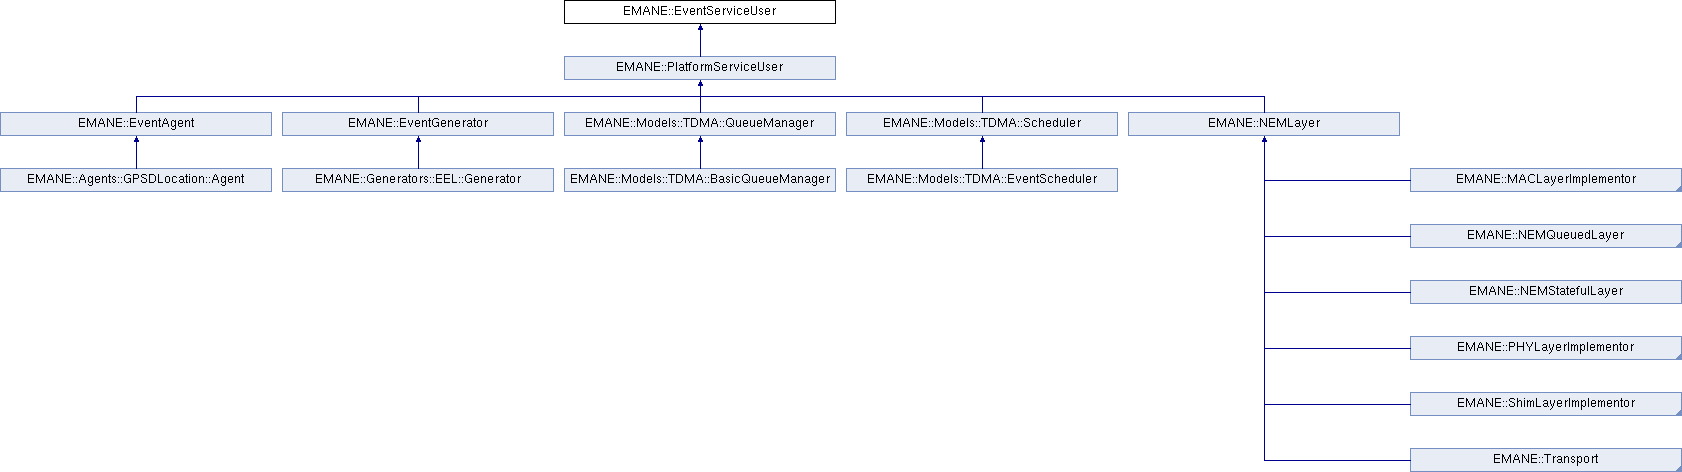 EMANE::EventServiceUser
EMANE::PlatformServiceUser
EMANE::EventAgent
EMANE::EventGenerator
EMANE::Models::TDMA::QueueManager
EMANE::Models::TDMA::Scheduler
EMANE::NEMLayer
EMANE::Agents::GPSDLocation::Agent
EMANE::Generators::EEL::Generator
EMANE::Models::TDMA::BasicQueueManager
EMANE::Models::TDMA::EventScheduler
EMANE::MACLayerImplementor
EMANE::NEMQueuedLayer
EMANE::NEMStatefulLayer
EMANE::PHYLayerImplementor
EMANE::ShimLayerImplementor
EMANE::Transport